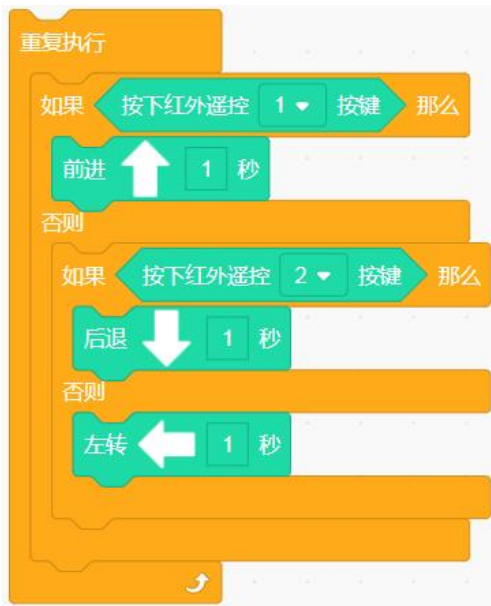 重复执行
如果 按下红外遥控 1 按键 那么
前进 1 秒
否则
如果 按下红外遥控 2 按键 那么
后退 1 秒
否则
左转 1 秒